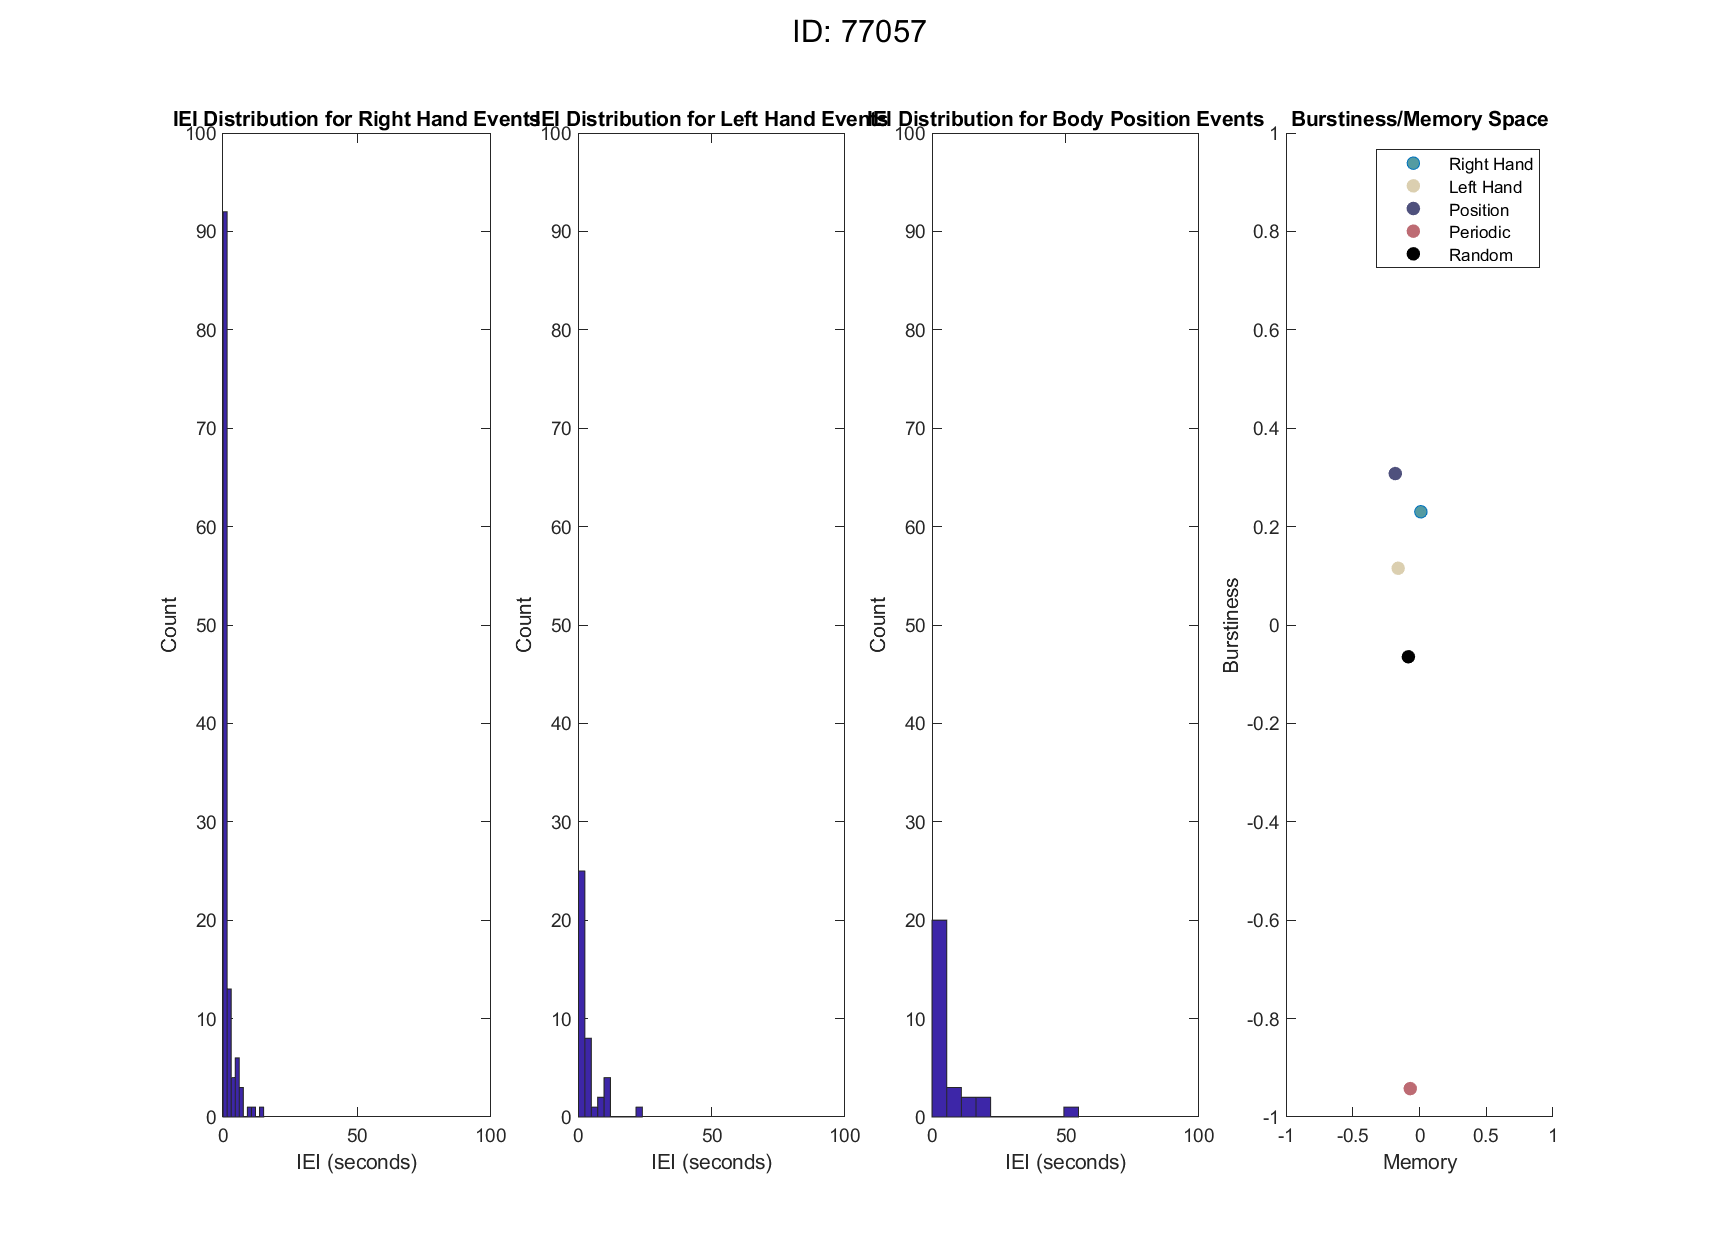 ID: 77057
IEI Distribution for Right Hand Events
100
90
80
70
60
50
40
30
20
10
0
Count
0 50 100
IEI (seconds)
IEI Distribution for Left Hand Events
100
90
80
70
60
50
40
30
20
10
0
Count
0 50 100
IEI (seconds)
IEI Distribution for Body Position Events
100
90
80
70
60
50
40
30
20
10
0
Count
0 50 100
IEI (seconds)
Burstiness/Memory Space
1
0.8
0.6
0.4
0.2
0
-0.2
-0.4
-0.6
-0.8
-1
Burstiness
Right Hand
Left Hand
Position
Periodic
Random
-1 -0.5 0 0.5 1
Memory